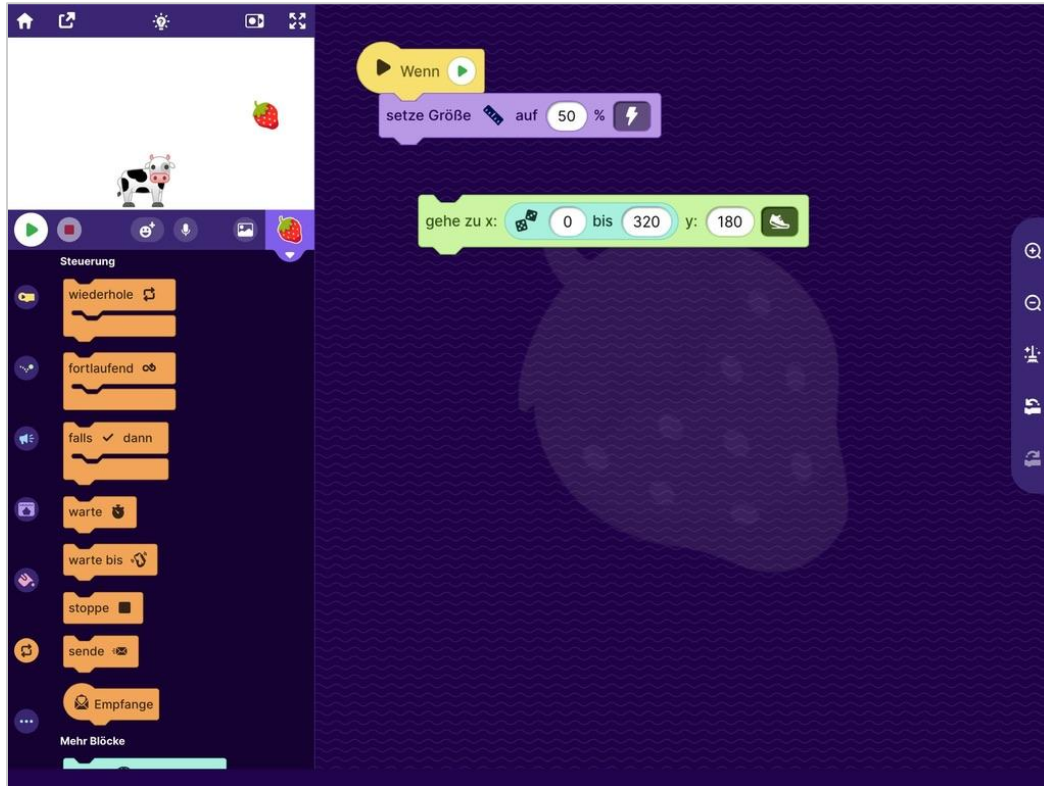 Wenn
setze Größe auf 50 %
gehe zu x: 0 bis 320 y: 180
Steuerung
wiederhole
fortlaufend
falls dann
warte
warte bis
stoppe
sende
Empfange
Mehr Blöcke